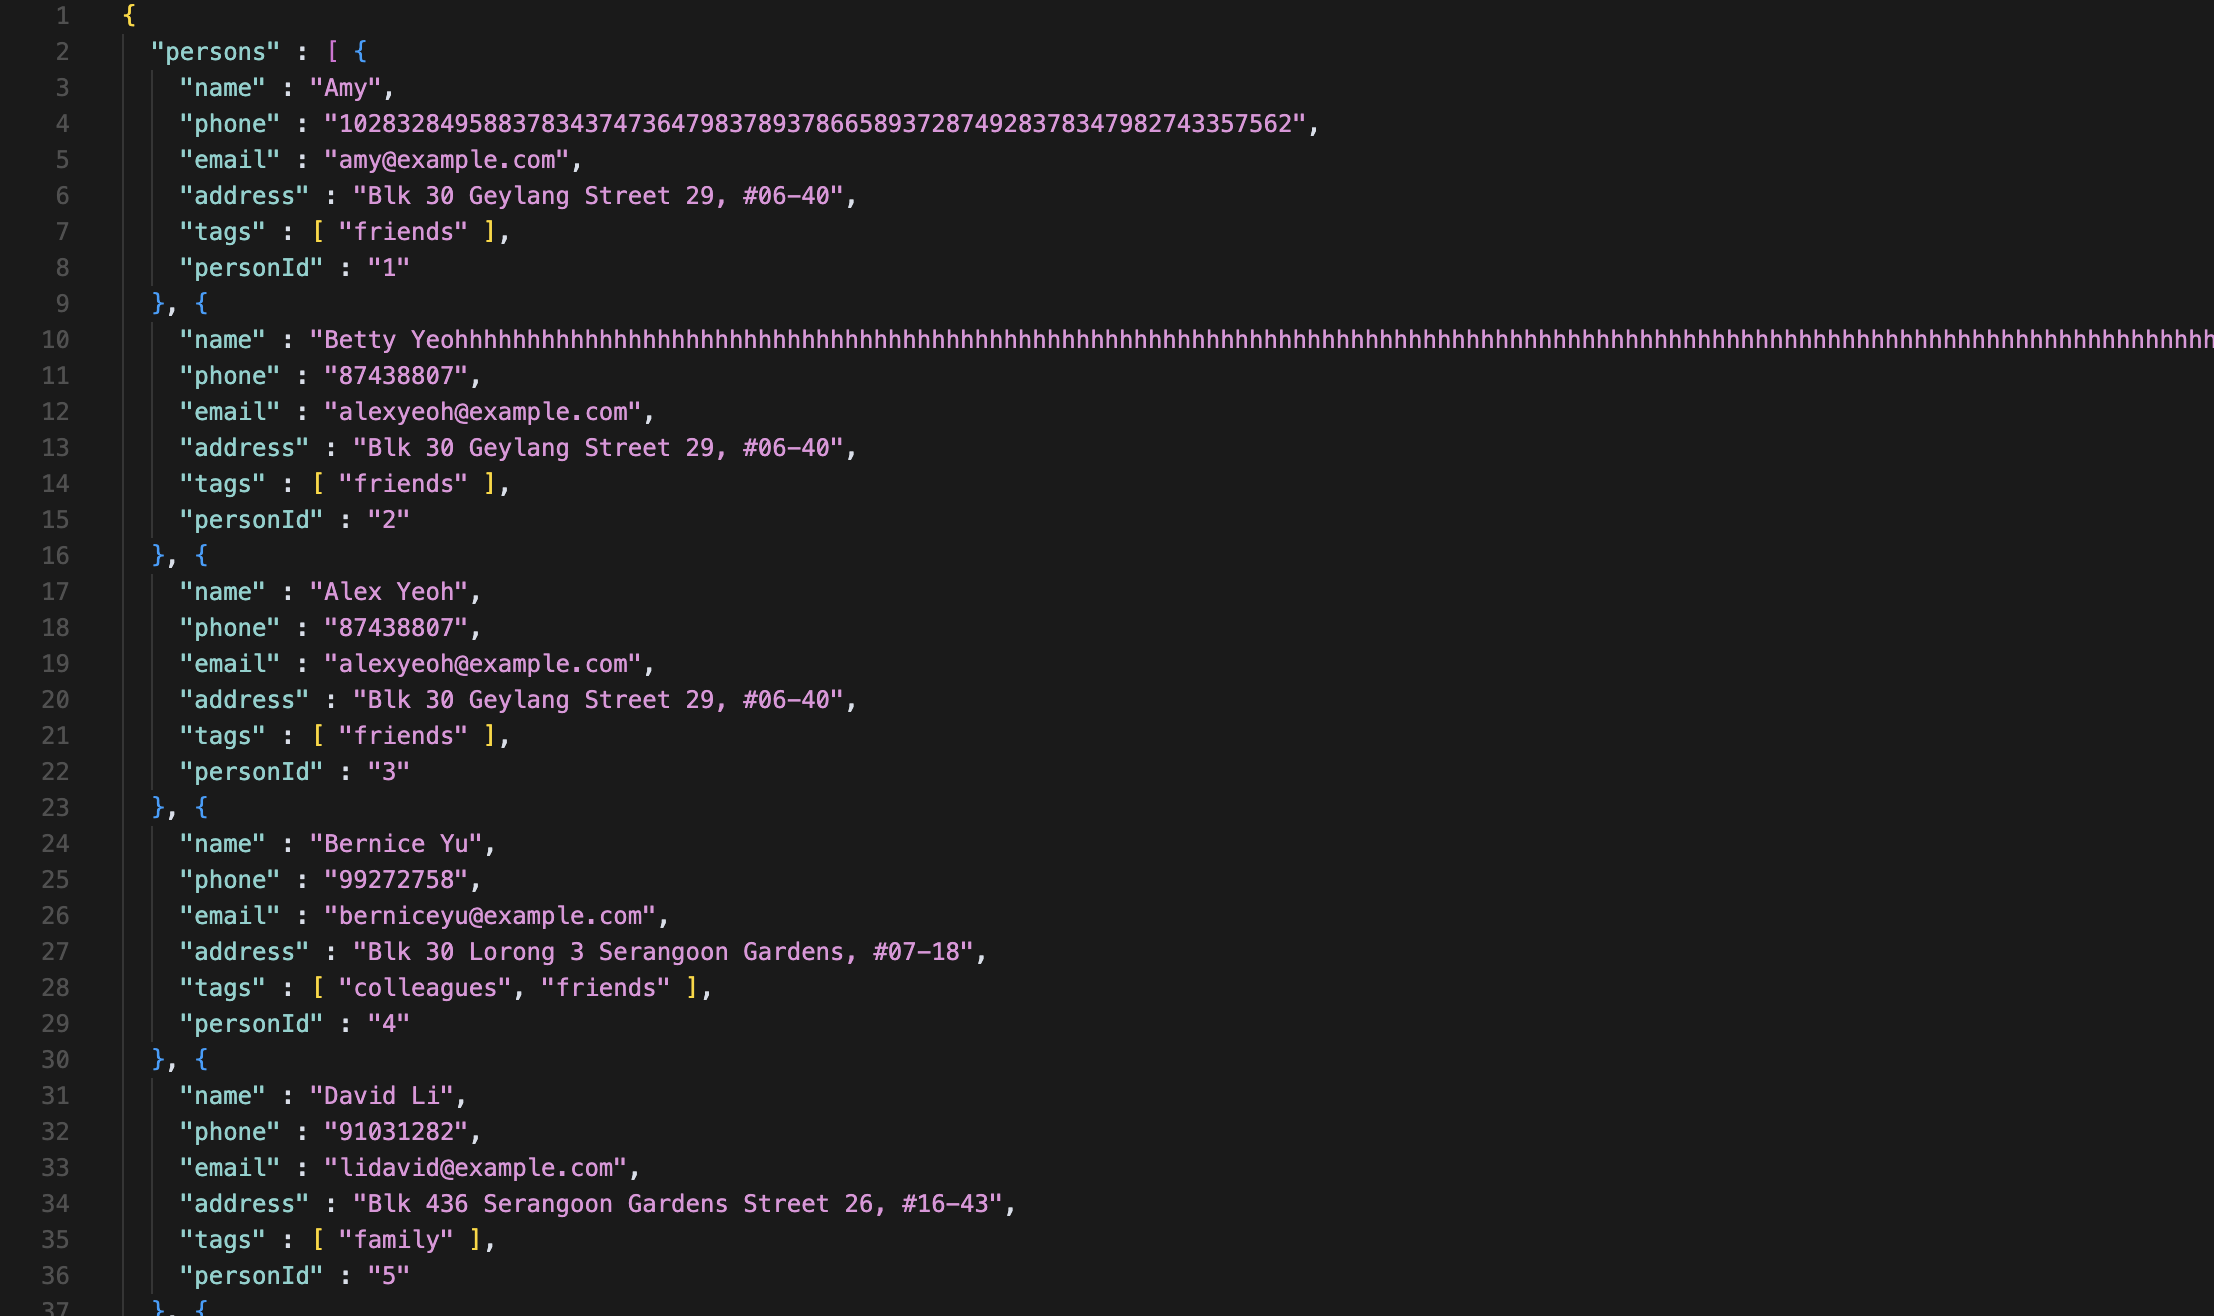 1 {
2 "persons" : [ {
3 "name" : "Amy",
4 "phone" : "102832849588378343747364798378937866589372874928378347982743357562",
5 "email" : "amy@example.com",
6 "address" : "Blk 30 Geylang Street 29, #06-40",
7 "tags" : [ "friends" ],
8 "personId" : "1"
9 }, {
10 "name" : "Betty Yeohhhhhhhhhhhhhhhhhhhhhhhhhhhhhhhhhhhhhhhhhhhhhhhhhhhhhhhhhhhhhhhhhhhhhhhhhhhhhhhhhhhhhhhhhhhhhhhhhhhhhhhhhhhhhhhhhhhhhhhhhhhhh
11 "phone" : "87438807",
12 "email" : "alexyeoh@example.com",
13 "address" : "Blk 30 Geylang Street 29, #06-40",
14 "tags" : [ "friends" ],
15 "personId" : "2"
16 }, {
17 "name" : "Alex Yeoh",
18 "phone" : "87438807",
19 "email" : "alexyeoh@example.com",
20 "address" : "Blk 30 Geylang Street 29, #06-40",
21 "tags" : [ "friends" ],
22 "personId" : "3"
23 }, {
24 "name" : "Bernice Yu",
25 "phone" : "99272758",
26 "email" : "berniceyu@example.com",
27 "address" : "Blk 30 Lorong 3 Serangoon Gardens, #07-18",
28 "tags" : [ "colleagues", "friends" ],
29 "personId" : "4"
30 }, {
31 "name" : "David Li",
32 "phone" : "91031282",
33 "email" : "lidavid@example.com",
34 "address" : "Blk 436 Serangoon Gardens Street 26, #16-43",
35 "tags" : [ "family" ],
36 "personId" : "5"
37 }, {